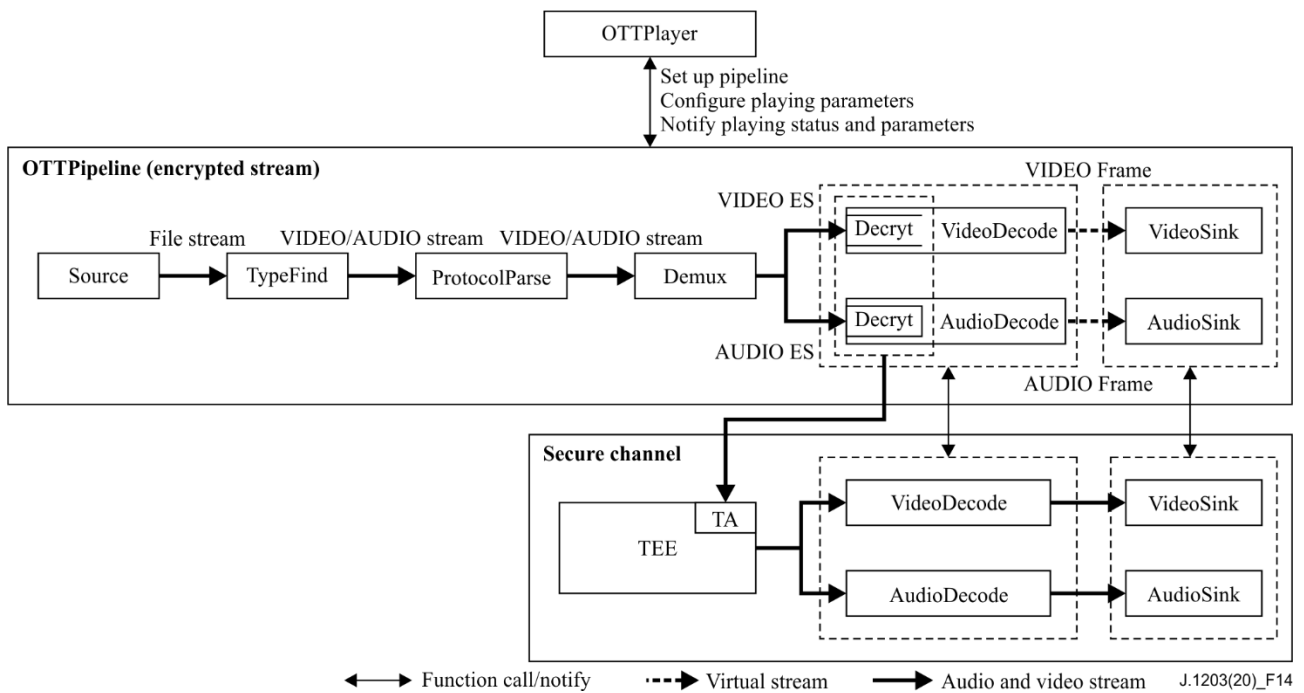 OTTPlayer
Set up pipeline
Configure playing parameters
Notify playing status and parameters
OTTPipeline (encrypted stream)
VIDEO Frame
VIDEO ES
Decryt
VideoDecode
VideoSink
File stream
VIDEO/AUDIO stream
VIDEO/AUDIO stream
Source
TypeFind
ProtocolParse
Demux
Decryt
AudioDecode
AudioSink
AUDIO ES
AUDIO Frame
Secure channel
VideoDecode
VideoSink
TA
TEE
AudioDecode
AudioSink
Function call/notify
Virtual stream
Audio and video stream
J.1203(20)_F14